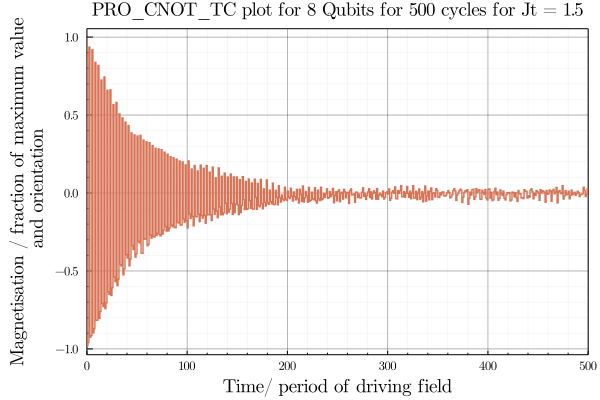 PRO_CNOT_TC plot for 8 Qubits for 500 cycles for Jt = 1.5
Magnetisation / fraction of maximum value
and orientation
1.0
0.5
0.0
−0.5
−1.0
0 100 200 300 400 500
Time/ period of driving field